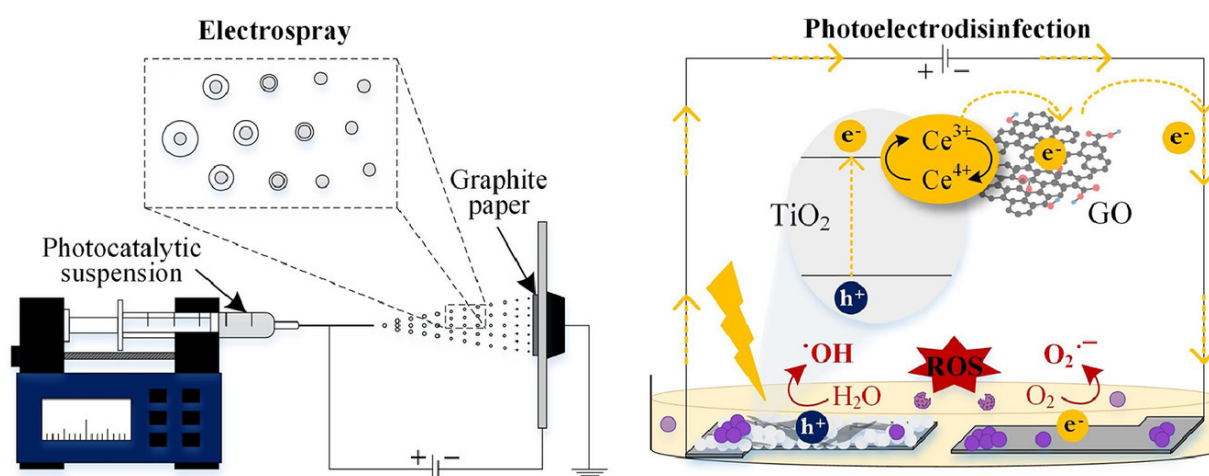 Electrospray
Graphite
paper
Photocatalytic
suspension
+ −
Photoelectrodisinfection
+ −
e-
Ce3+
Ce4+
e-
e-
TiO2
GO
h+
·OH
ROS
O2·−
H2O
O2
h+
e-